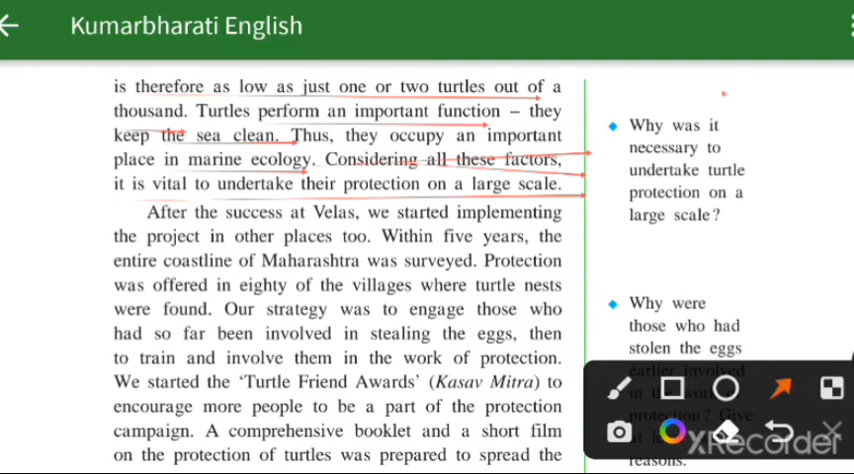 Kumarbharati English
is therefore as low as just one or two turtles out of a
thousand. Turtles perform an important function – they
keep the sea clean. Thus, they occupy an important
place in marine ecology. Considering all these factors,
it is vital to undertake their protection on a large scale.
After the success at Velas, we started implementing
the project in other places too. Within five years, the
entire coastline of Maharashtra was surveyed. Protection
was offered in eighty of the villages where turtle nests
were found. Our strategy was to engage those who
had so far been involved in stealing the eggs, then
to train and involve them in the work of protection.
We started the ‘Turtle Friend Awards’ (Kasav Mitra) to
encourage more people to be a part of the protection
campaign. A comprehensive booklet and a short film
on the protection of turtles was prepared to spread the
Why was it
necessary to
undertake turtle
protection on a
large scale?
Why were
those who had
stolen the eggs
earlier involved
in the work
protection? Give
reasons.
XRecorder